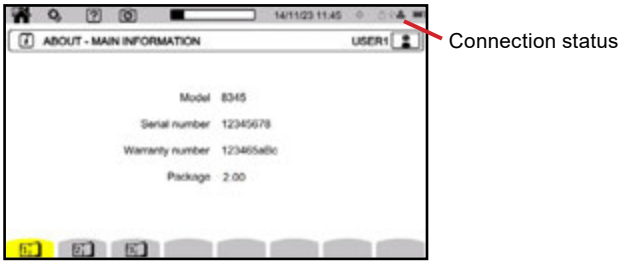 14/11/23 11:45
ABOUT - MAIN INFORMATION USER1
Connection status
Model 8345
Serial number 12345678
Warranty number 123465aBc
Package 2.00